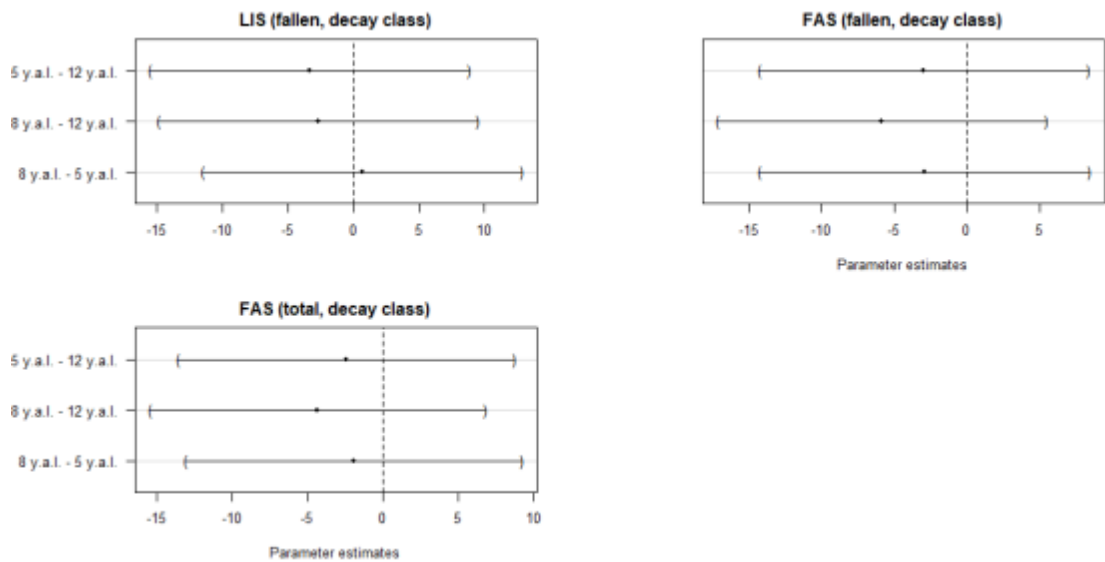 LIS (fallen, decay class)
5 y.a.l. - 12 y.a.l.
8 y.a.l. - 12 y.a.l.
8 y.a.l. - 5 y.a.l.
-15 -10 -5 0 5 10
FAS (fallen, decay class)
-15 -10 -5 0 5
Parameter estimates
FAS (total, decay class)
5 y.a.l. - 12 y.a.l.
8 y.a.l. - 12 y.a.l.
8 y.a.l. - 5 y.a.l.
-15 -10 -5 0 5 10
Parameter estimates